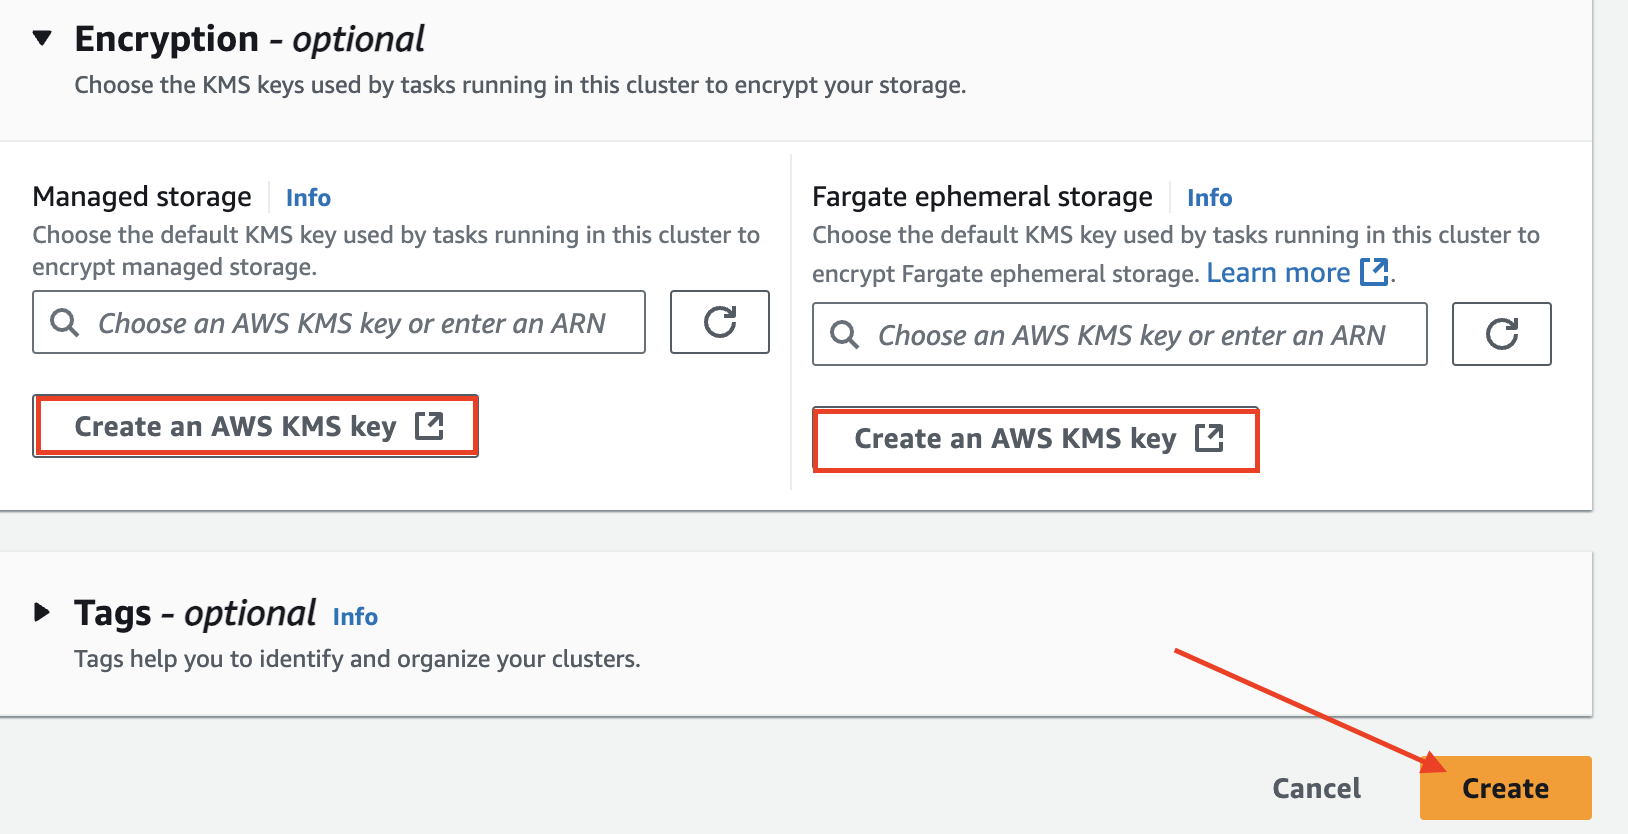 Encryption - optional
Choose the KMS keys used by tasks running in this cluster to encrypt your storage.
Managed storage Info
Choose the default KMS key used by tasks running in this cluster to
encrypt managed storage.
Choose an AWS KMS key or enter an ARN
Create an AWS KMS key
Fargate ephemeral storage Info
Choose the default KMS key used by tasks running in this cluster to
encrypt Fargate ephemeral storage. Learn more .
Choose an AWS KMS key or enter an ARN
Create an AWS KMS key
Tags - optional Info
Tags help you to identify and organize your clusters.
Cancel Create